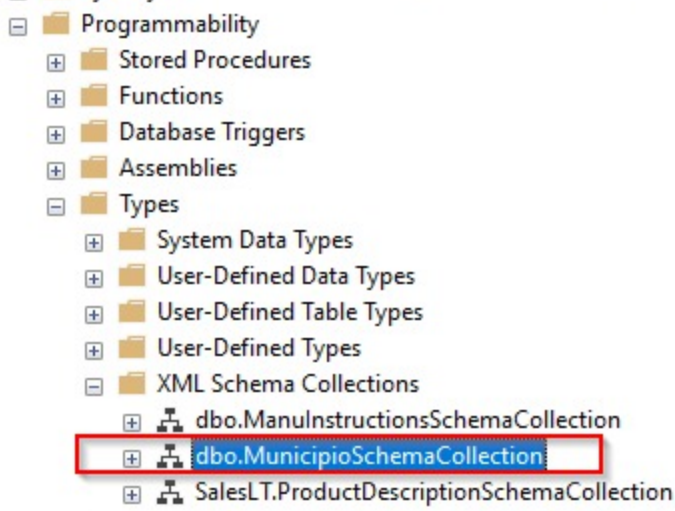 Programmability
Stored Procedures
Functions
Database Triggers
Assemblies
Types
System Data Types
User-Defined Data Types
User-Defined Table Types
User-Defined Types
XML Schema Collections
dbo.ManuInstructionsSchemaCollection
dbo.MunicipioSchemaCollection
SalesLT.ProductDescriptionSchemaCollection